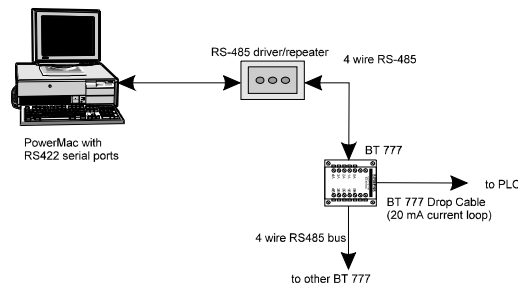 RS-485 driver/repeater
4 wire RS-485
PowerMac with
RS422 serial ports
BT 777
to PLC
BT 777 Drop Cable
(20 mA current loop)
4 wire RS485 bus
to other BT 777